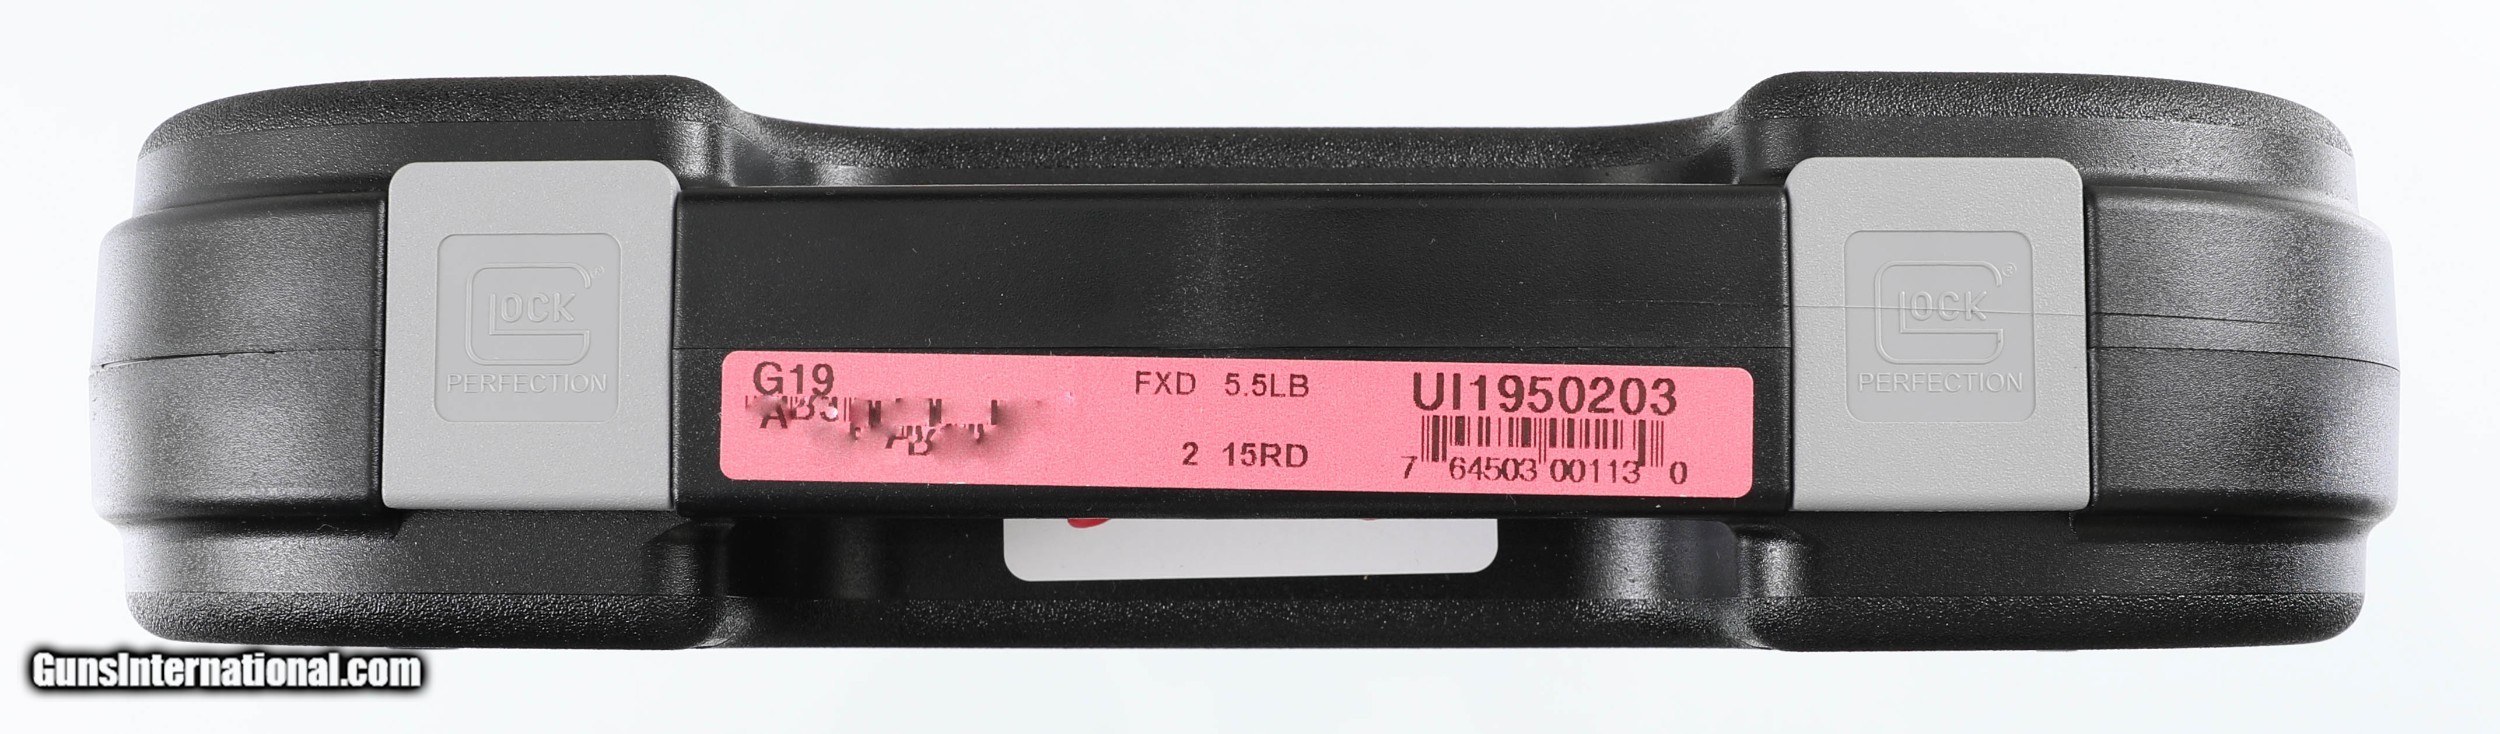 GLOCK
PERFECTION
GLOCK
PERFECTION
G19
FXD 5.5LB
2 15RD
UI1950203
7 64503 00113 0
GunsInternational.com